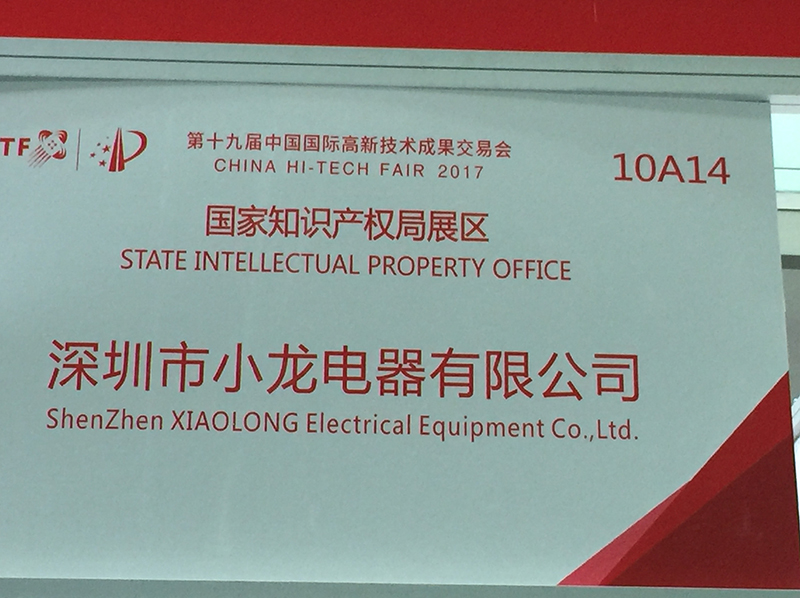 TF
第十九届中国国际高新技术成果交易会
CHINA HI-TECH FAIR 2017
10A14
国家知识产权局展区
STATE INTELLECTUAL PROPERTY OFFICE
深圳市小龙电器有限公司
ShenZhen XIAOLONG Electrical Equipment Co.,Ltd.